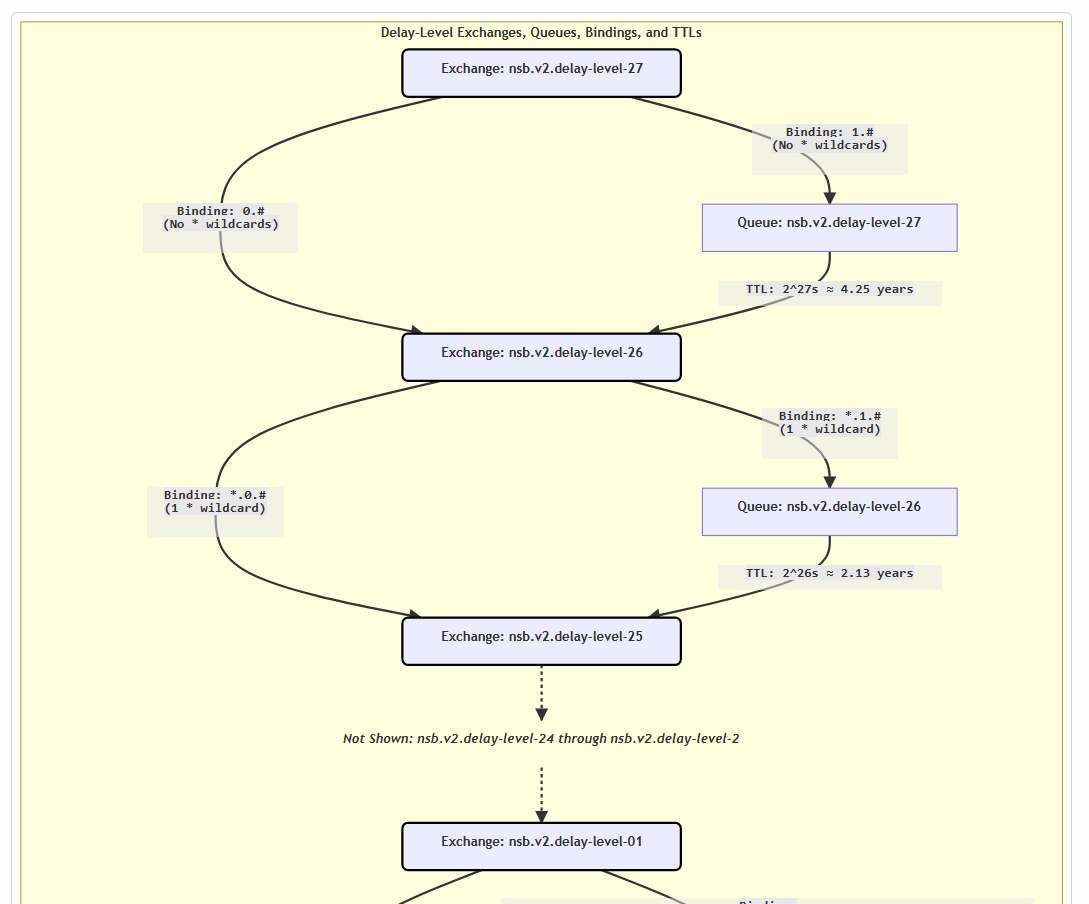 Delay-Level Exchanges, Queues, Bindings, and TTLs
Exchange: nsb.v2.delay-level-27
Binding: 1.#
(No * wildcards)
Binding: 0.#
(No * wildcards)
Queue: nsb.v2.delay-level-27
TTL: 2^27s ≈ 4.25 years
Exchange: nsb.v2.delay-level-26
Binding: *.1.#
(1 * wildcard)
Binding: *.0.#
(1 * wildcard)
Queue: nsb.v2.delay-level-26
TTL: 2^26s ≈ 2.13 years
Exchange: nsb.v2.delay-level-25
Not Shown: nsb.v2.delay-level-24 through nsb.v2.delay-level-2
Exchange: nsb.v2.delay-level-01